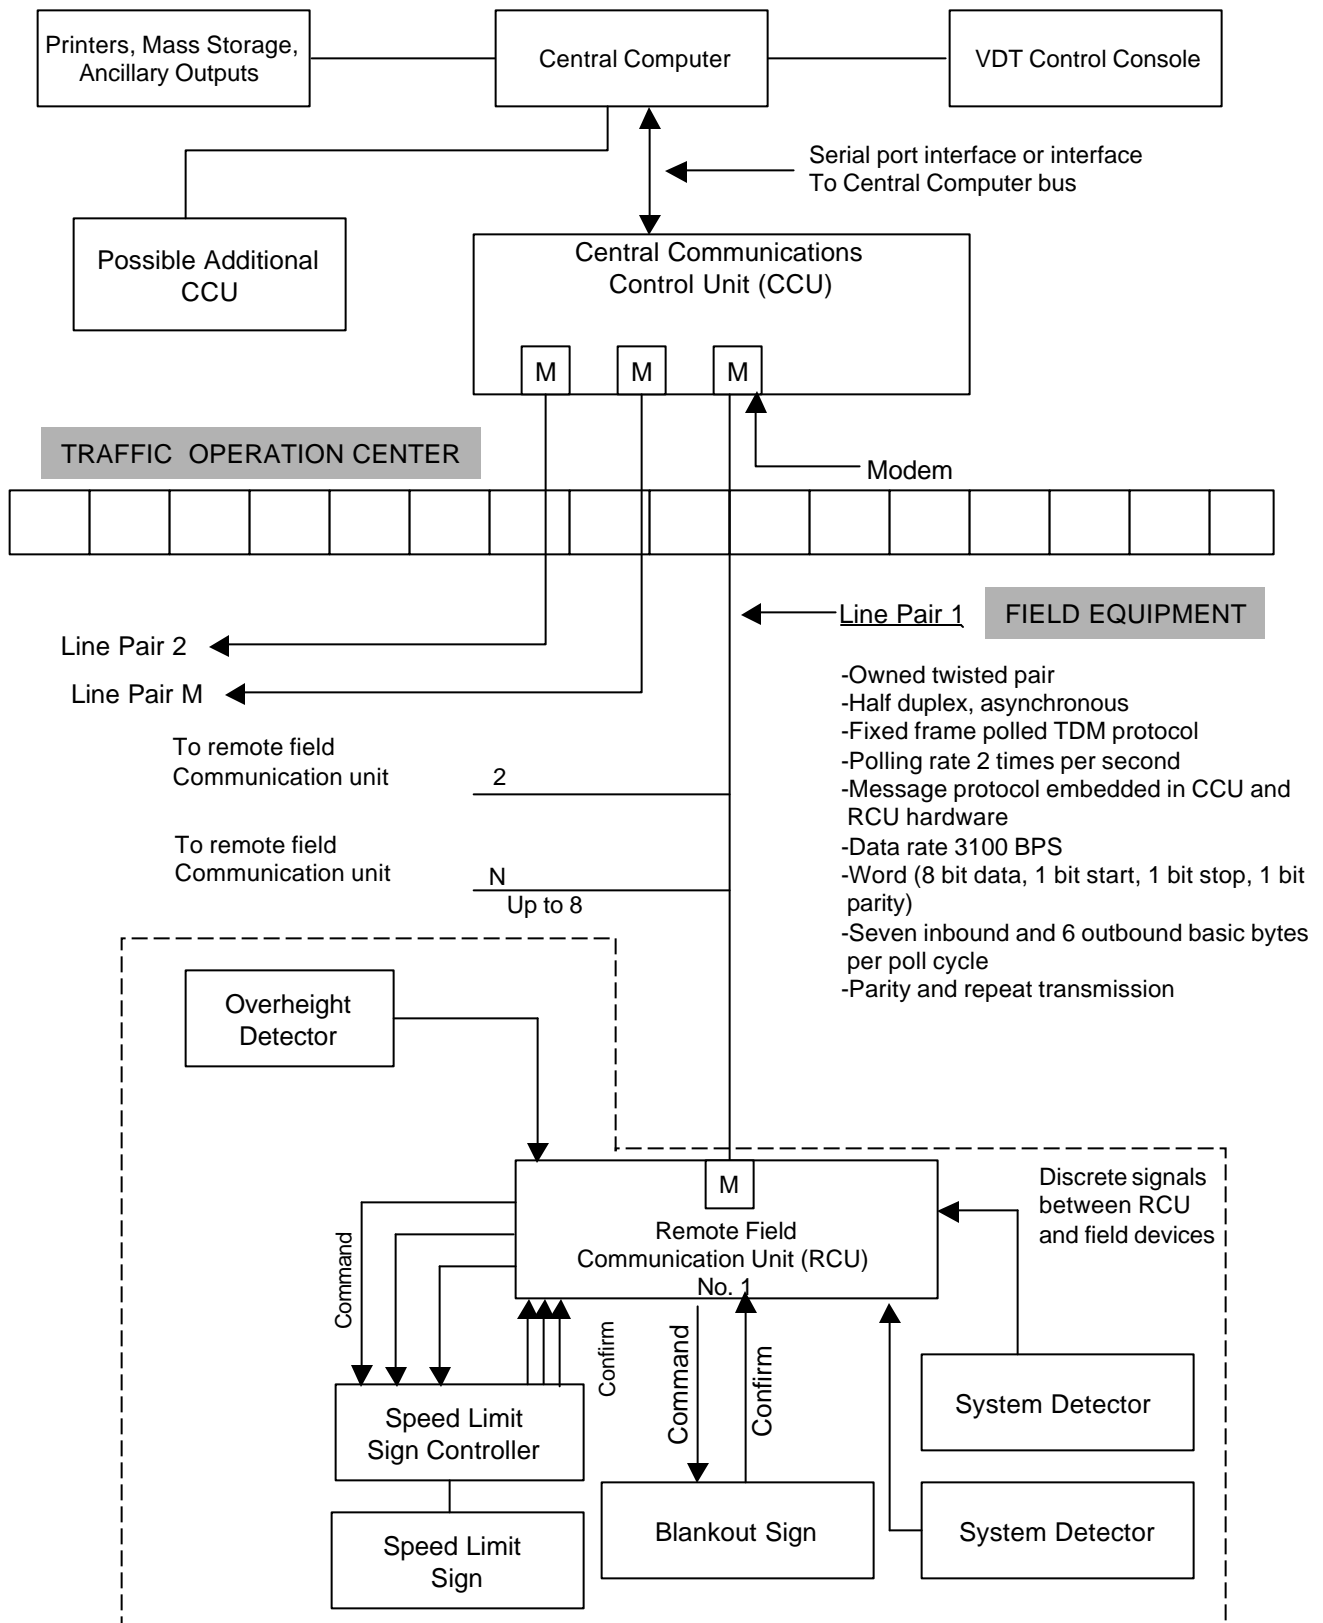 Printers, Mass Storage,
Ancillary Outputs
Central Computer
VDT Control Console
Serial port interface or interface
To Central Computer bus
Possible Additional
CCU
Central Communications
Control Unit (CCU)
M
M
M
TRAFFIC OPERATION CENTER
Modem
Line Pair 1
FIELD EQUIPMENT
Line Pair 2
Line Pair M
-Owned twisted pair
-Half duplex, asynchronous
-Fixed frame polled TDM protocol
-Polling rate 2 times per second
-Message protocol embedded in CCU and
RCU hardware
-Data rate 3100 BPS
-Word (8 bit data, 1 bit start, 1 bit stop, 1 bit
parity)
-Seven inbound and 6 outbound basic bytes
per poll cycle
-Parity and repeat transmission
To remote field
Communication unit
2
To remote field
Communication unit
N
Up to 8
Overheight
Detector
M
Remote Field
Communication Unit (RCU)
No. 1
Discrete signals
between RCU
and field devices
Command
Confirm
Command
Confirm
Speed Limit
Sign Controller
System Detector
Speed Limit
Sign
Blankout Sign
System Detector